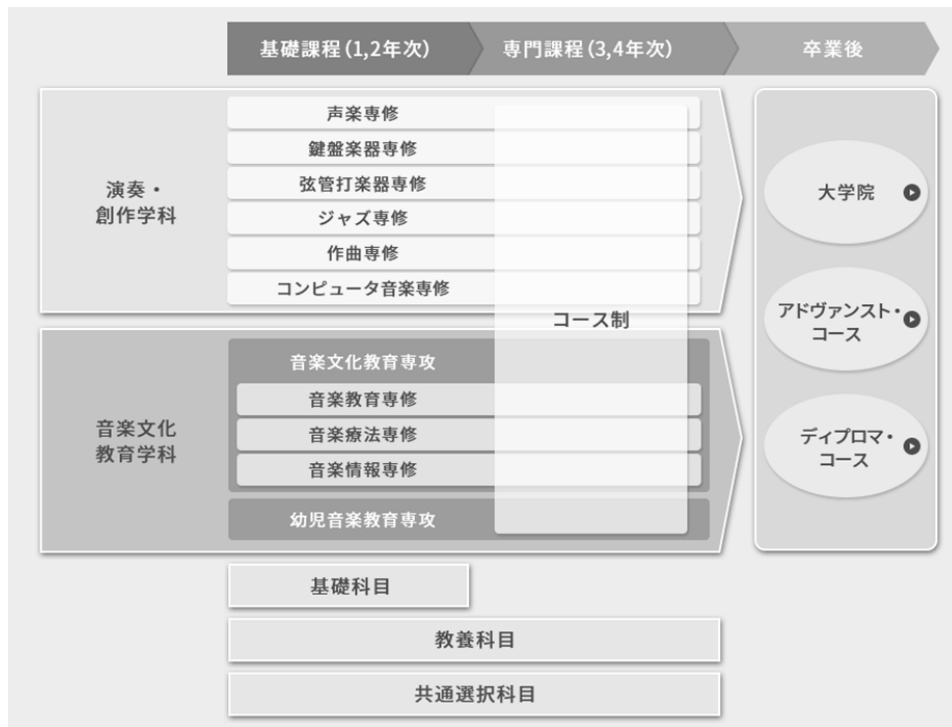 基礎課程(1,2年次)
専門課程(3,4年次)
卒業後
演奏・
創作学科
声楽専修
鍵盤楽器専修
弦管打楽器専修
ジャズ専修
作曲専修
コンピュータ音楽専修
コース制
音楽文化
教育学科
音楽文化教育専攻
音楽教育専修
音楽療法専修
音楽情報専修
幼児音楽教育専攻
大学院
アドヴァンスト・
コース
ディプロマ・
コース
基礎科目
教養科目
共通選択科目